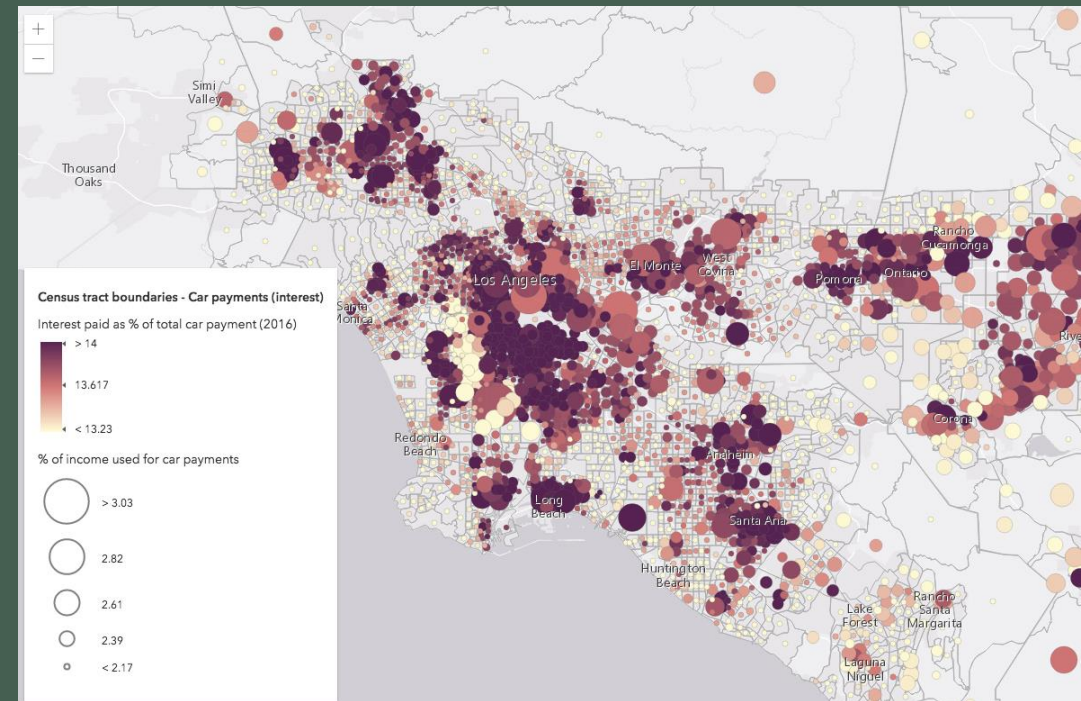 +
−
Simi
Valley
Thousand
Oaks
Rancho
Cucamonga
El Monte
West
Covina
Los Angeles
Pomona
Ontario
Santa
Monica
Corona
Redondo
Beach
Anaheim
Long
Beach
Santa Ana
Huntington
Beach
Lake
Forest
Rancho
Santa
Margarita
Laguna
Niguel
Census tract boundaries - Car payments (interest)
Interest paid as % of total car payment (2016)
> 14
13.617
< 13.23
% of income used for car payments
> 3.03
2.82
2.61
2.39
< 2.17